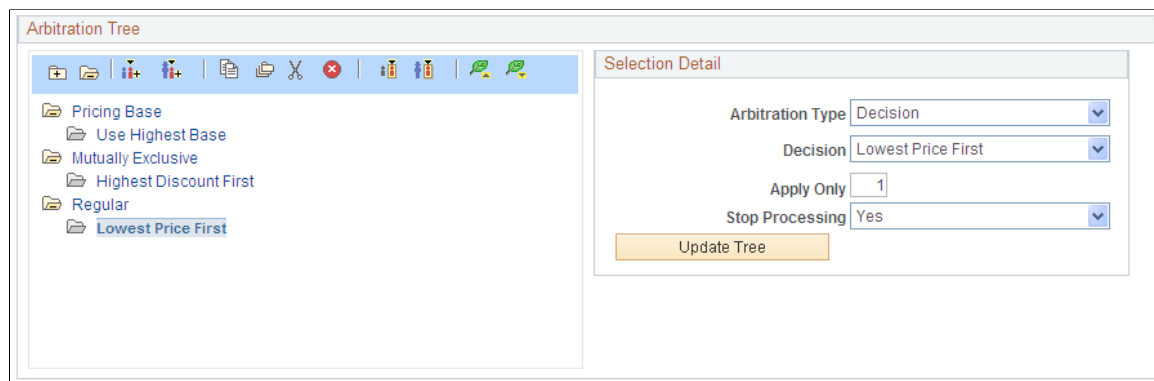 Arbitration Tree
Pricing Base
Use Highest Base
Mutually Exclusive
Highest Discount First
Regular
Lowest Price First
Selection Detail
Arbitration Type Decision
Decision Lowest Price First
Apply Only 1
Stop Processing Yes
Update Tree